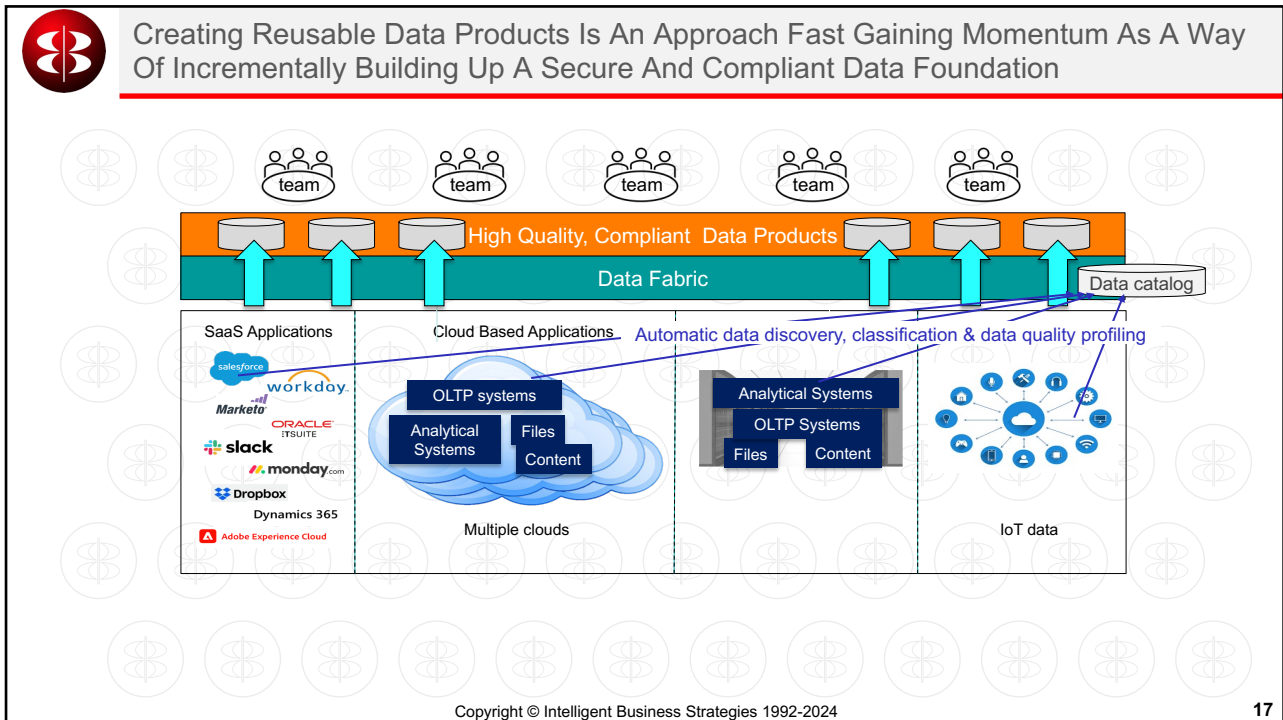 Creating Reusable Data Products Is An Approach Fast Gaining Momentum As A Way
Of Incrementally Building Up A Secure And Compliant Data Foundation
team
team
team
team
team
High Quality, Compliant Data Products
Data Fabric
Data catalog
SaaS Applications
Cloud Based Applications
Automatic data discovery, classification & data quality profiling
salesforce
workday
Marketo
ORACLE
slack
monday.com
Dropbox
Dynamics 365
Adobe Experience Cloud
OLTP systems
Analytical
Systems
Files
Content
Multiple clouds
Analytical Systems
OLTP Systems
Files
Content
IoT data
Copyright © Intelligent Business Strategies 1992-2024
17